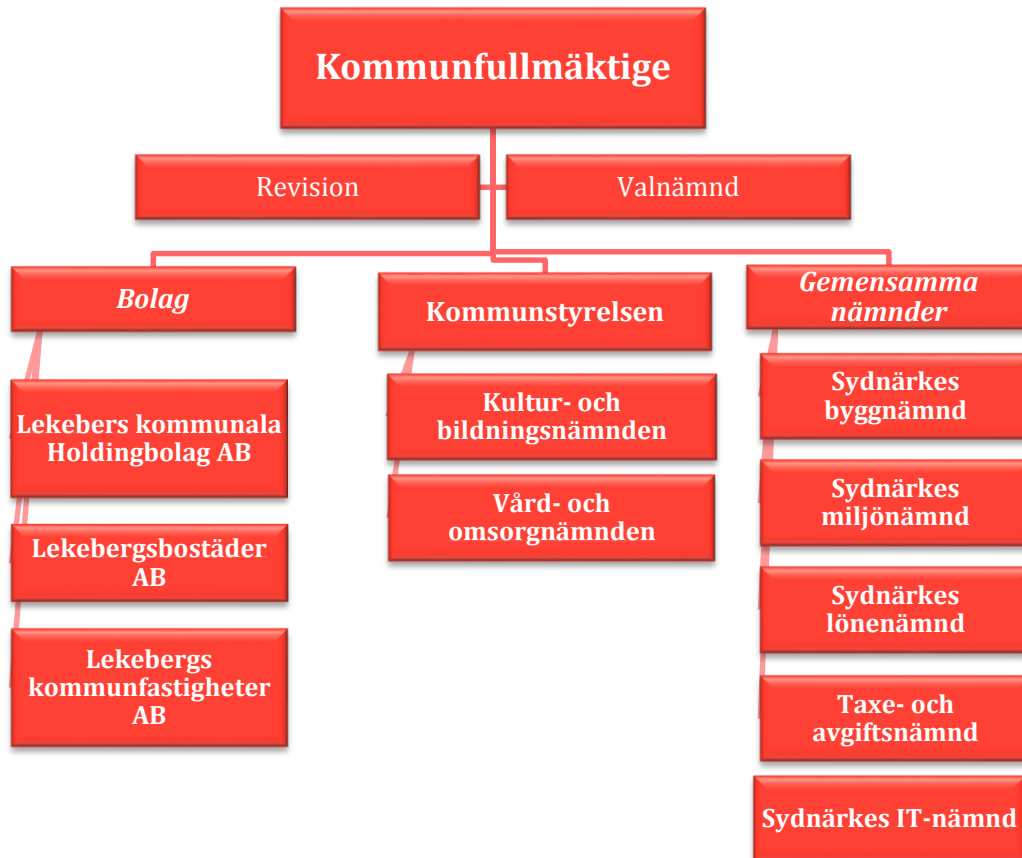 Kommunfullmäktige
Revision
Valnämnd
Bolag
Lekebers kommunala
Holdingbolag AB
Lekebergsbostäder
AB
Lekebergs
kommunfastigheter
AB
Kommunstyrelsen
Kultur- och
bildningsnämnden
Vård- och
omsorgnämnden
Gemensamma
nämnder
Sydnärkes
byggnämnd
Sydnärkes
miljönämnd
Sydnärkes
lönenämnd
Taxe- och
avgiftsnämnd
Sydnärkes IT-nämnd